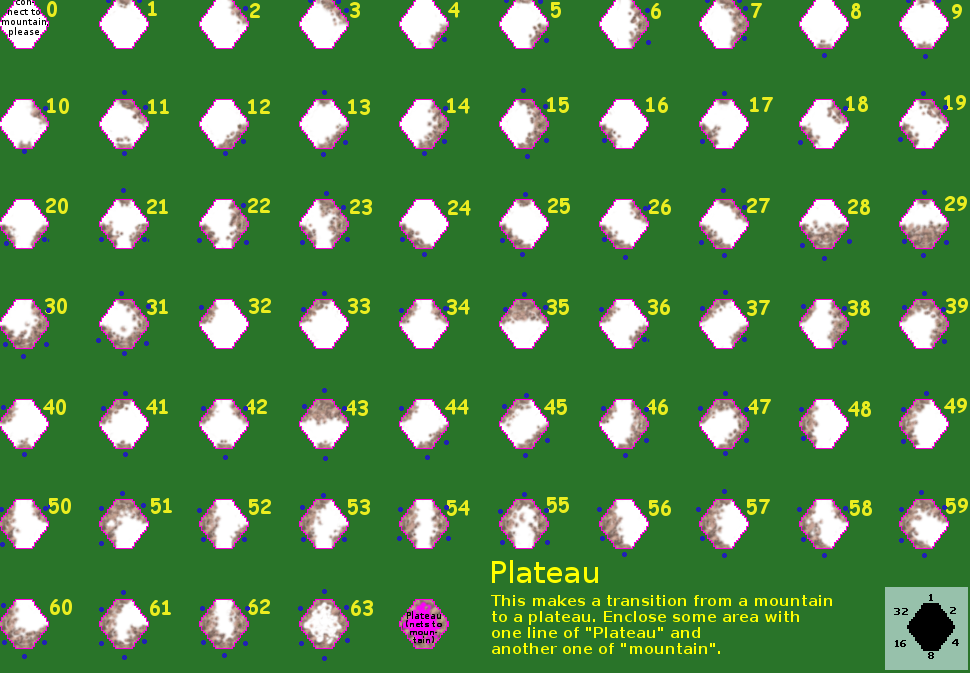 con-
nect to
mountain
please.
0 1 2 3 4 5 6 7 8 9
10 11 12 13 14 15 16 17 18 19
20 21 22 23 24 25 26 27 28 29
30 31 32 33 34 35 36 37 38 39
40 41 42 43 44 45 46 47 48 49
50 51 52 53 54 55 56 57 58 59
60 61 62 63
Plateau
(nets to
moun-
tain)
Plateau
This makes a transition from a mountain
to a plateau. Enclose some area with
one line of "Plateau" and
another one of "mountain".
1
32 2
16 4
8